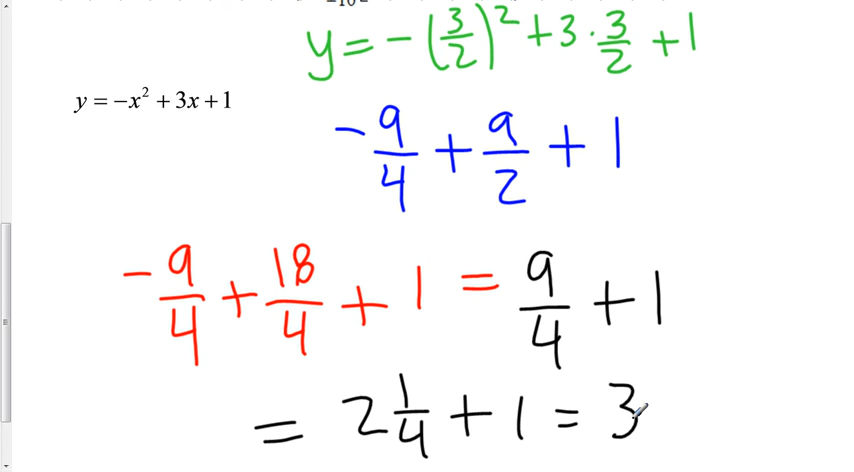 y = -(3/2)² + 3 · 3/2 + 1
y = −x² + 3x + 1
- 9/4 + 9/2 + 1
- 9/4 + 18/4 + 1 = 9/4 + 1
= 2 1/4 + 1 = 3